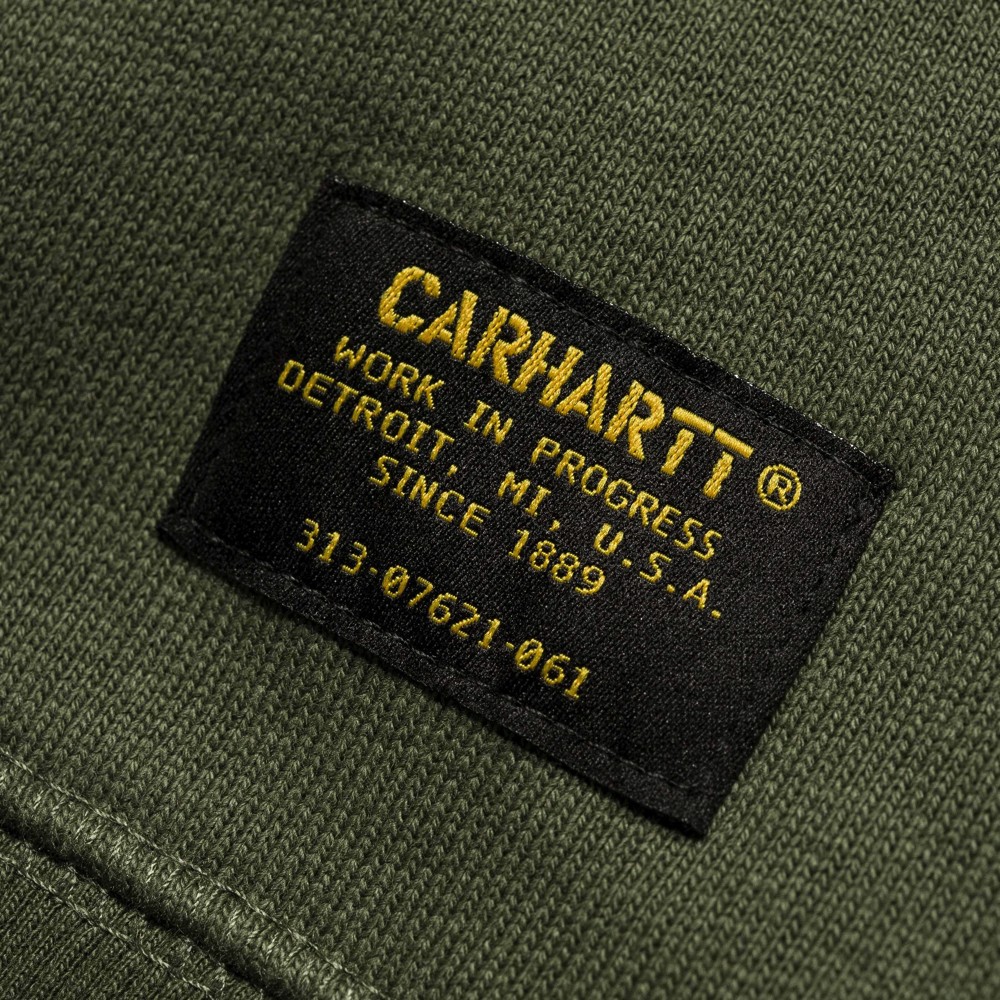 CARHARTT®
WORK IN PROGRESS
DETROIT, MI, U.S.A.
SINCE 1889
313-07621-061